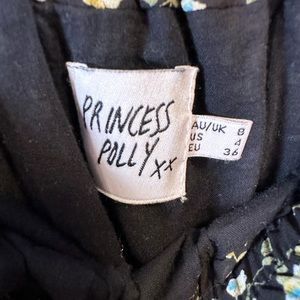 PRINCESS
POLLY xx
AU/UK 8
US 4
EU 36